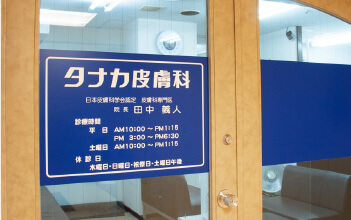 タナカ皮膚科
日本皮膚科学会認定 皮膚科専門医
院長 田中 義人
診療時間
平日 AM10:00～PM1:15
PM 3:00～PM6:30
土曜日 AM10:00～PM1:15
休診日
木曜日・日曜日・祝祭日・土曜日午後